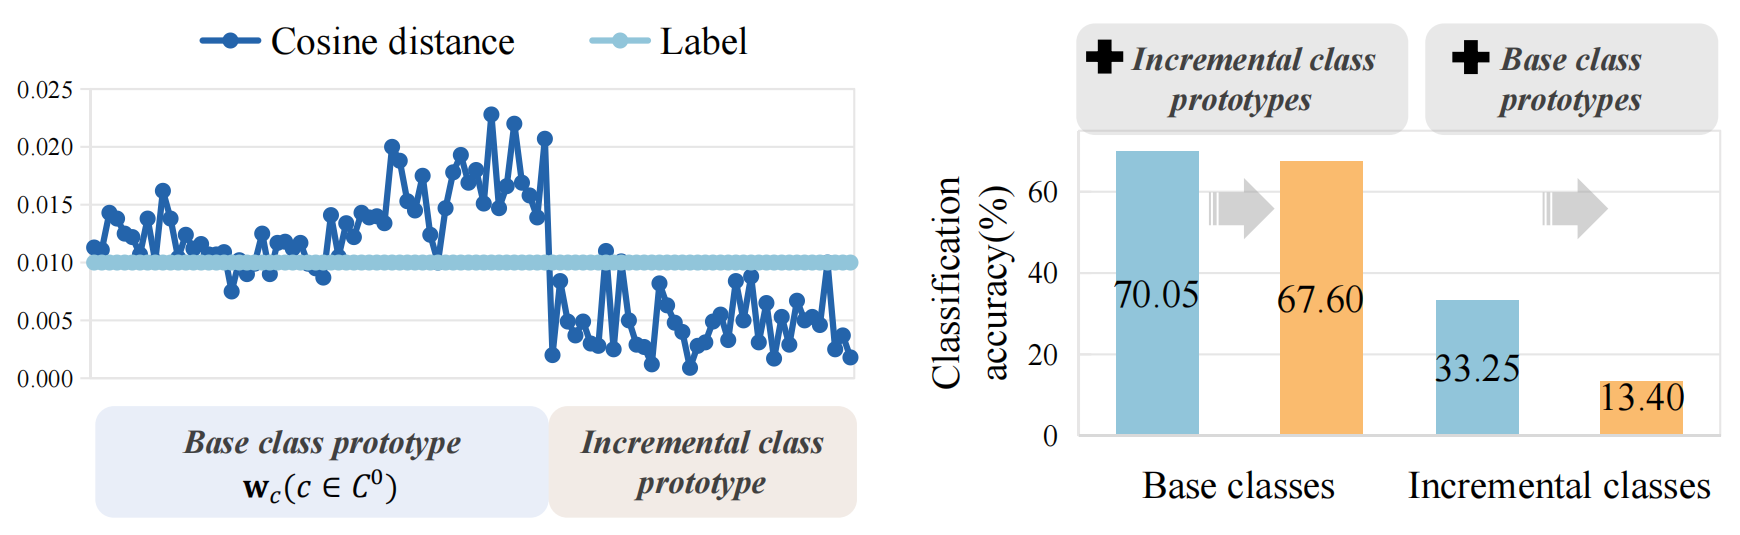 Cosine distance
Label
0.025
0.020
0.015
0.010
0.005
0.000
Base class prototype
𝐰_c(c ∈ C⁰)
Incremental class
prototype
Incremental class
prototypes
Base class
prototypes
Classification
accuracy(%)
60
40
20
0
70.05
67.60
33.25
13.40
Base classes
Incremental classes